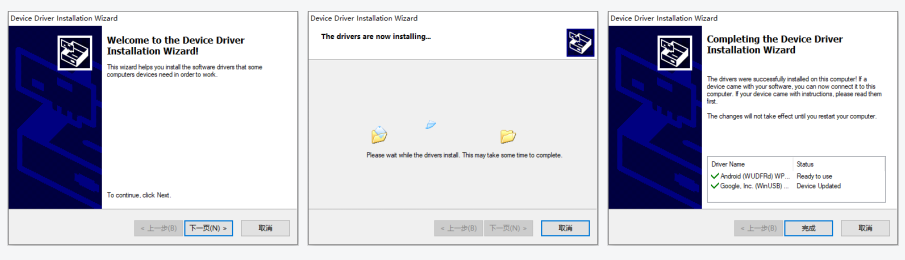 Device Driver Installation Wizard
Welcome to the Device Driver
Installation Wizard!
This wizard helps you install the software drivers that some
computers devices need in order to work.
To continue, click Next.
< 上一步(B)
下一页(N) >
取消
Device Driver Installation Wizard
The drivers are now installing...
Please wait while the drivers install. This may take some time to complete.
< 上一步(B)
下一页(N) >
取消
Device Driver Installation Wizard
Completing the Device Driver
Installation Wizard
The drivers were successfully installed on this computer! If a
device came with your software, you can now connect it to this
computer. If your device came with instructions, please read them
first.
The changes will not take effect until you restart your computer.
Driver Name Status
Android (WUDFRd) WP... Ready to use
Google, Inc. (WinUSB) ... Device Updated
< 上一步(B)
完成
取消